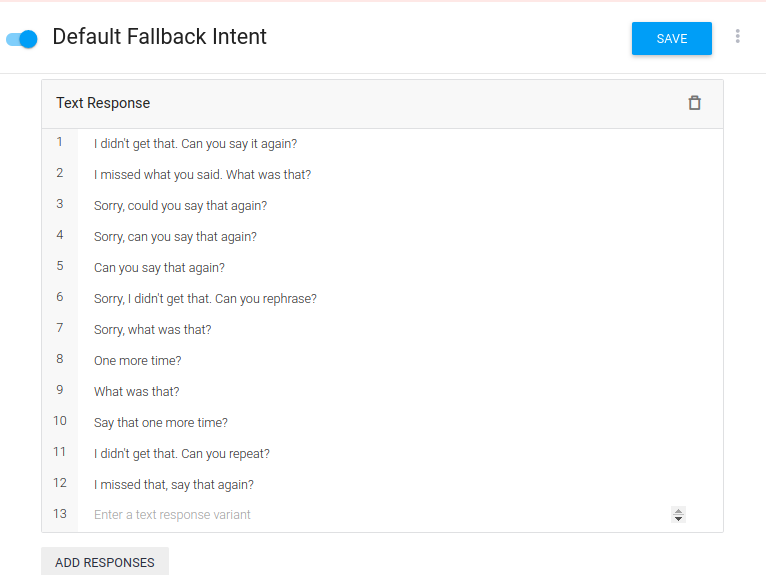 Default Fallback Intent
SAVE
Text Response
1 I didn't get that. Can you say it again?
2 I missed what you said. What was that?
3 Sorry, could you say that again?
4 Sorry, can you say that again?
5 Can you say that again?
6 Sorry, I didn't get that. Can you rephrase?
7 Sorry, what was that?
8 One more time?
9 What was that?
10 Say that one more time?
11 I didn't get that. Can you repeat?
12 I missed that, say that again?
13 Enter a text response variant
ADD RESPONSES